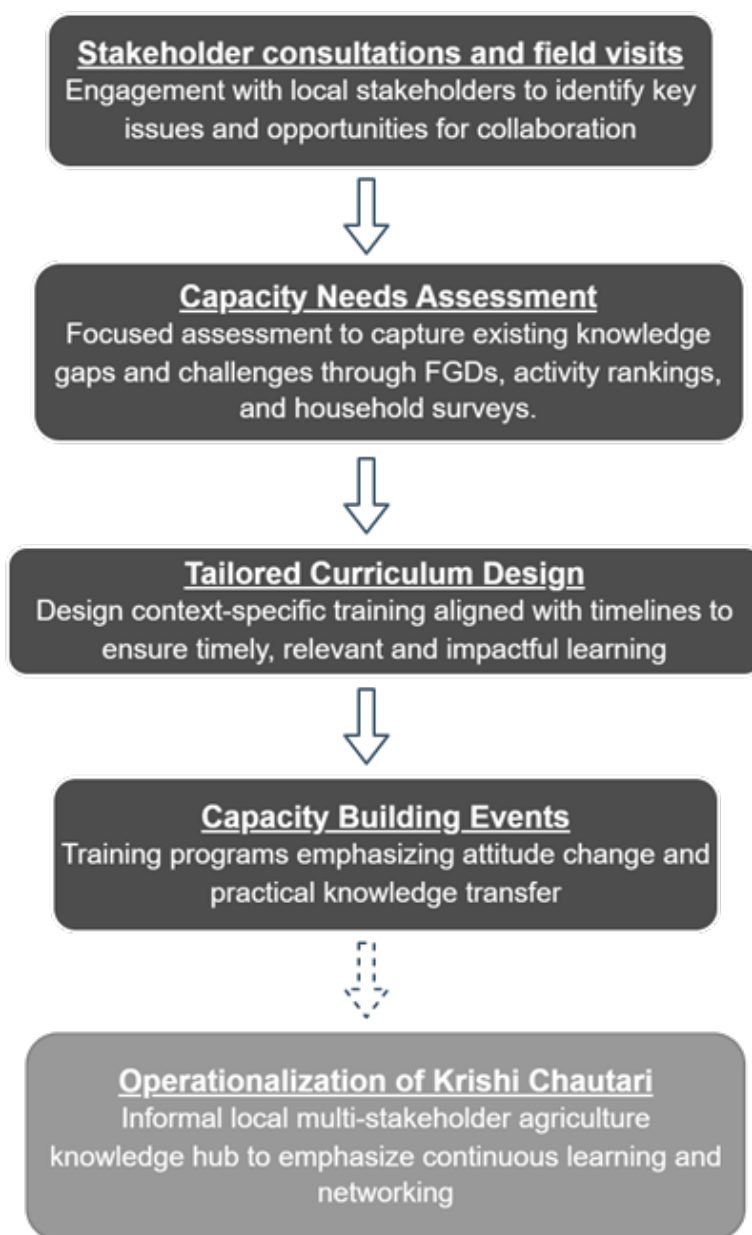 Stakeholder consultations and field visits
Engagement with local stakeholders to identify key
issues and opportunities for collaboration
Capacity Needs Assessment
Focused assessment to capture existing knowledge
gaps and challenges through FGDs, activity rankings,
and household surveys.
Tailored Curriculum Design
Design context-specific training aligned with timelines to
ensure timely, relevant and impactful learning
Capacity Building Events
Training programs emphasizing attitude change and
practical knowledge transfer
Operationalization of Krishi Chautari
Informal local multi-stakeholder agriculture
knowledge hub to emphasize continuous learning and
networking